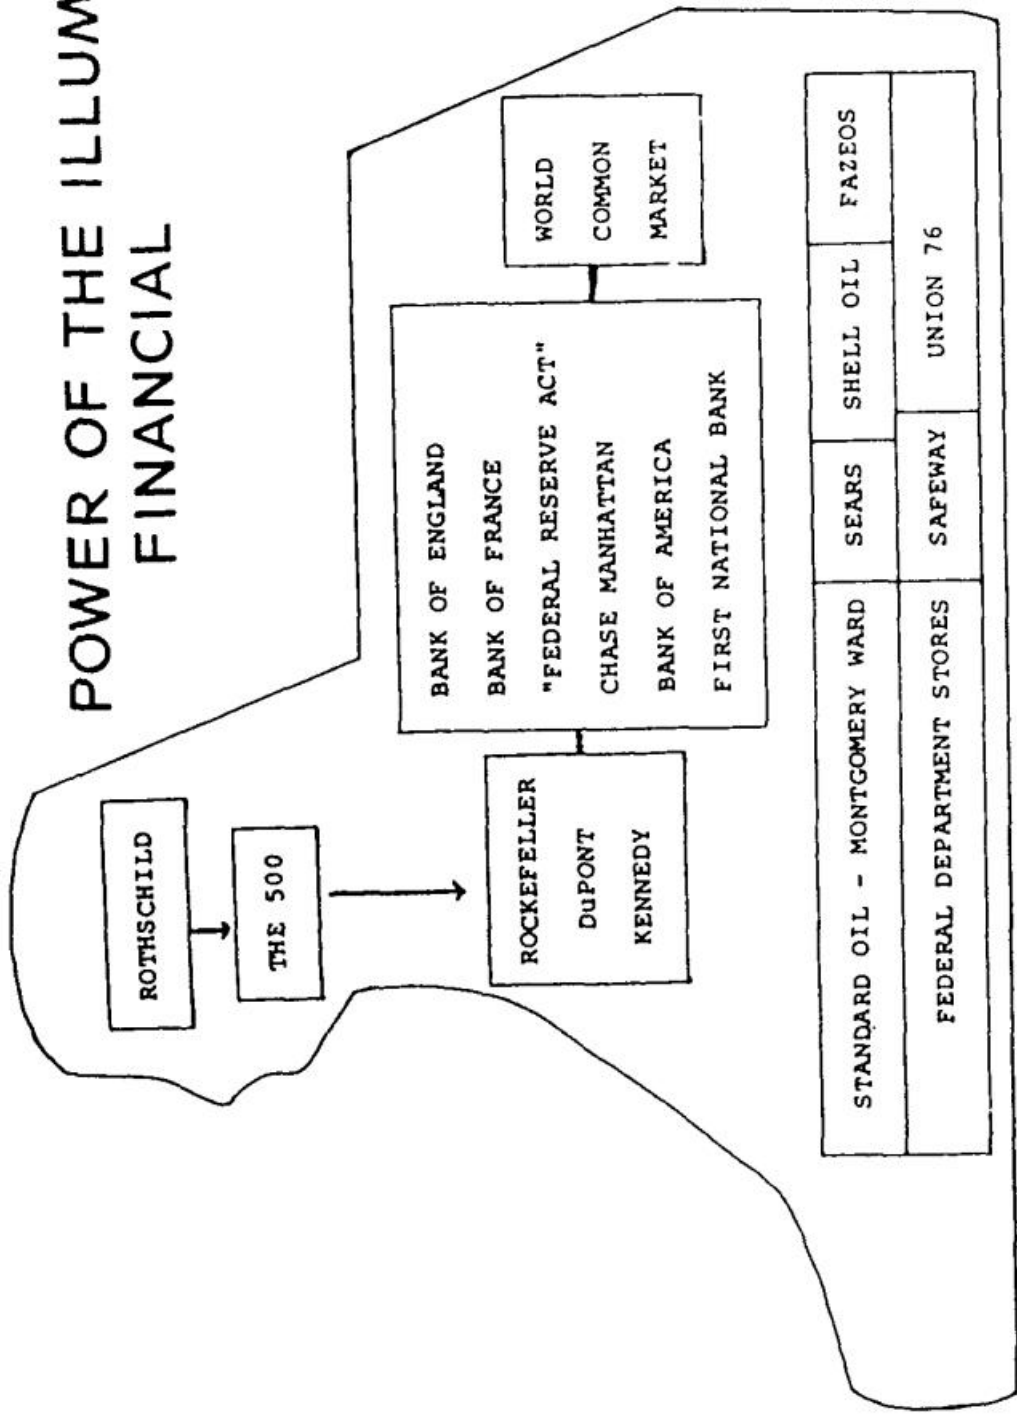 POWER OF THE ILLUM
FINANCIAL
ROTHSCHILD
THE 500
ROCKEFELLER
DuPONT
KENNEDY
BANK OF ENGLAND
BANK OF FRANCE
"FEDERAL RESERVE ACT"
CHASE MANHATTAN
BANK OF AMERICA
FIRST NATIONAL BANK
WORLD
COMMON
MARKET
STANDARD OIL - MONTGOMERY WARD
SEARS
SHELL OIL
FAZEOS
FEDERAL DEPARTMENT STORES
SAFEWAY
UNION 76